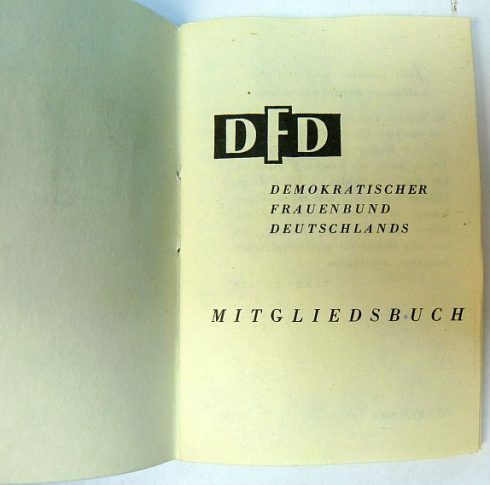 DFD
DEMOKRATISCHER
FRAUENBUND
DEUTSCHLANDS
MITGLIEDSBUCH